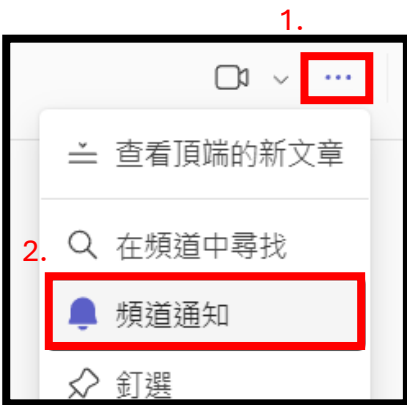 1.
...
查看頂端的新文章
2.
在頻道中尋找
頻道通知
釘選